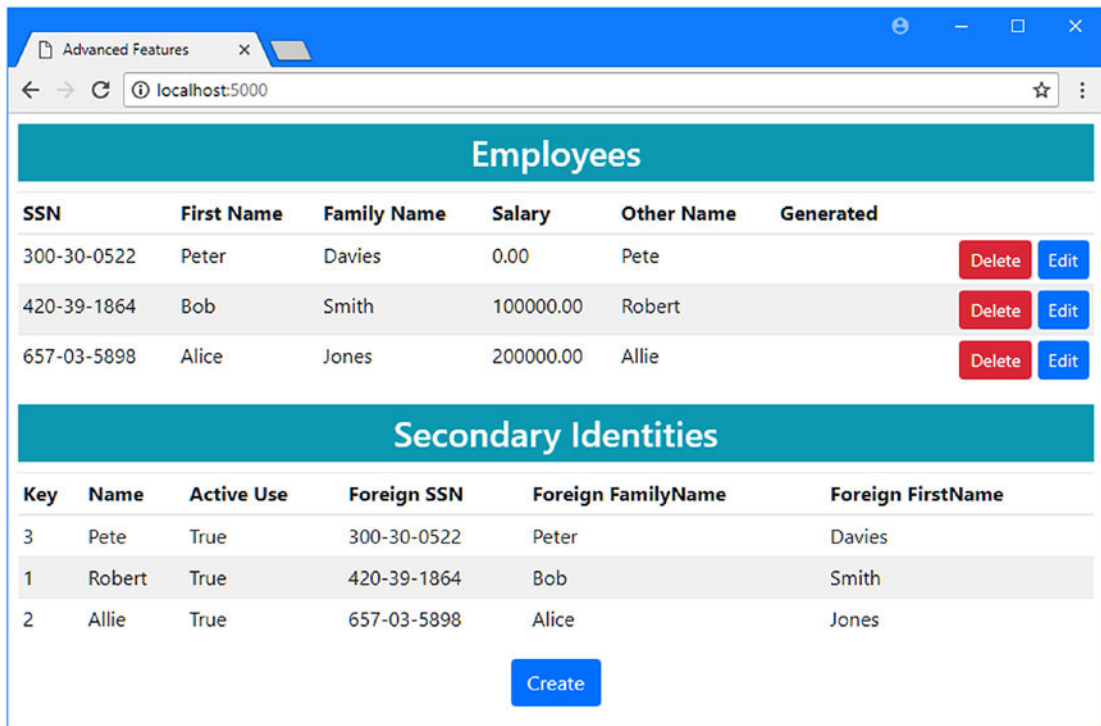 Advanced Features
localhost:5000
Employees
SSN First Name Family Name Salary Other Name Generated
300-30-0522 Peter Davies 0.00 Pete Delete Edit
420-39-1864 Bob Smith 100000.00 Robert Delete Edit
657-03-5898 Alice Jones 200000.00 Allie Delete Edit
Secondary Identities
Key Name Active Use Foreign SSN Foreign FamilyName Foreign FirstName
3 Pete True 300-30-0522 Peter Davies
1 Robert True 420-39-1864 Bob Smith
2 Allie True 657-03-5898 Alice Jones
Create